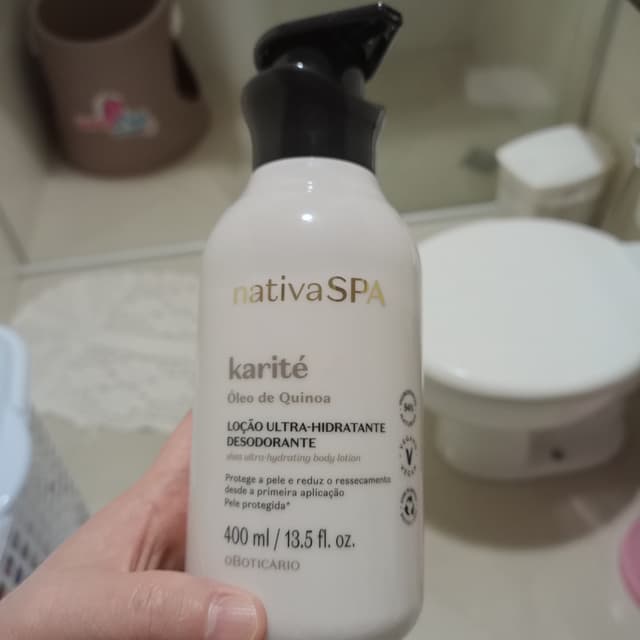 nativaSPA
karité
Óleo de Quinoa
LOÇÃO ULTRA-HIDRATANTE
DESODORANTE
shea ultra-hydrating body lotion
Protege a pele e reduz o ressecamento
desde a primeira aplicação
Pele protegida*
400 ml / 13.5 fl. oz.
oBOTICÁRIO